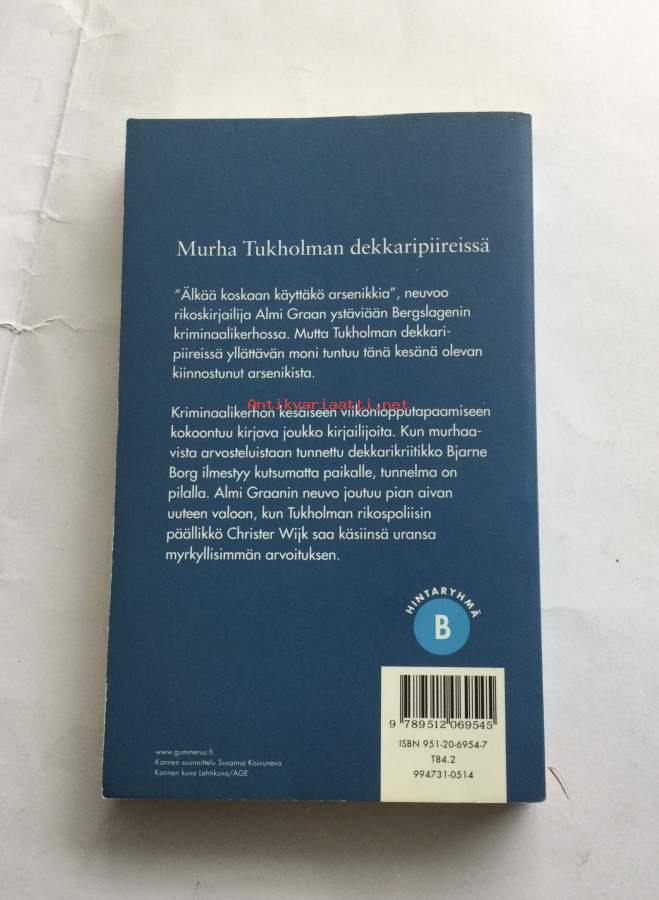 Murha Tukholman dekkaripiireissä
”Älkää koskaan käyttäkö arsenikkia”, neuvoo
rikoskirjailija Almi Graan ystäviään Bergslagenin
kriminaalikerhossa. Mutta Tukholman dekkari-
piireissä yllättävän moni tuntuu tänä kesänä olevan
kiinnostunut arsenikista.
Antikvariaatti.net
Kriminaalikerhon kesäiseen viikonlopputapaamiseen
kokoontuu kirjava joukko kirjailijoita. Kun murhaa-
vista arvosteluistaan tunnettu dekkarikriitikko Bjarne
Borg ilmestyy kutsumatta paikalle, tunnelma on
pilalla. Almi Graanin neuvo joutuu pian aivan
uuteen valoon, kun Tukholman rikospoliisin
päällikkö Christer Wijk saa käsiinsä uransa
myrkyllisimmän arvoituksen.
HINTARYHMÄ
B
9 789512 069545
ISBN 951-20-6954-7
T84.2
994731-0514
www.gummerus.fi
Kannen suunnittelu Susanna Koivuneva
Kannen kuva Lehtikuva/AGE